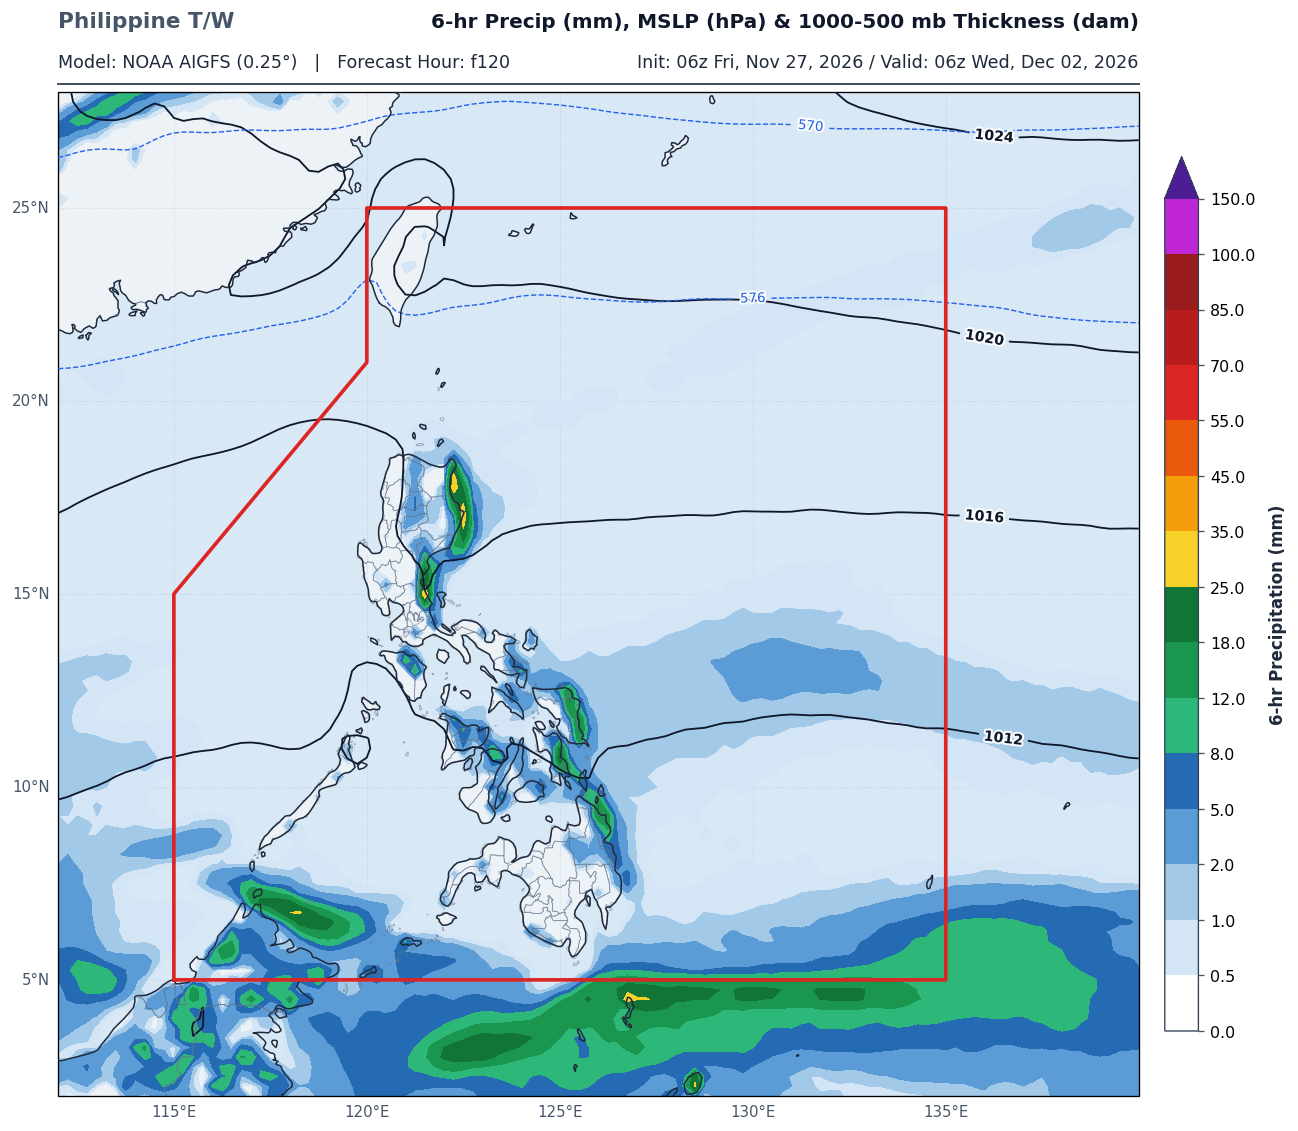 Philippine T/W
6-hr Precip (mm), MSLP (hPa) & 1000-500 mb Thickness (dam)
Model: NOAA AIGFS (0.25°)   |   Forecast Hour: f120
Init: 06z Fri, Nov 27, 2026 / Valid: 06z Wed, Dec 02, 2026
570
1024
25°N
576
1020
20°N
1016
15°N
1012
10°N
5°N
115°E
120°E
125°E
130°E
135°E
150.0
100.0
85.0
70.0
55.0
45.0
35.0
25.0
18.0
12.0
8.0
5.0
2.0
1.0
0.5
0.0
6-hr Precipitation (mm)